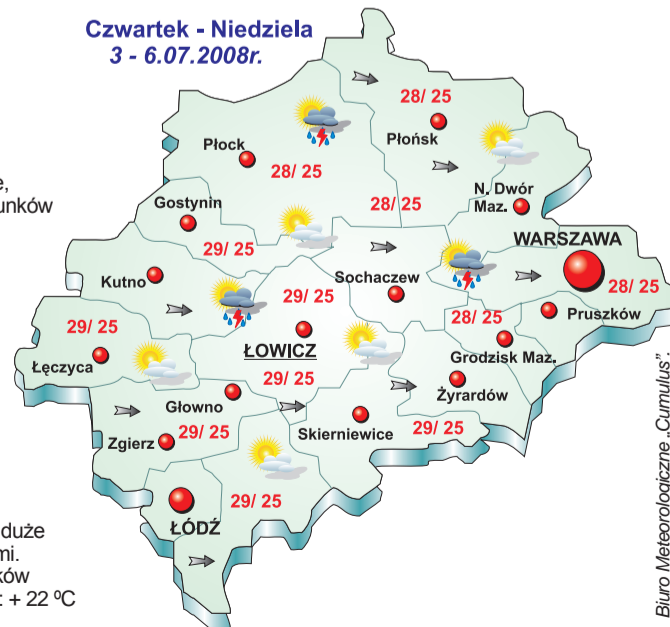 Czwartek - Niedziela
3 - 6.07.2008r.
28/ 25
Płońsk
Płock
28/ 25
e,
unków
N. Dwór
Maz.
Gostynin
28/ 25
29/ 25
WARSZAWA
Kutno
Sochaczew
28/ 25
29/ 25
28/ 25
Pruszków
29/ 25
ŁOWICZ
Grodzisk Maz.
Łęczyca
29/ 25
Żyrardów
Głowno
Zgierz
29/ 25
Skierniewice
29/ 25
29/ 25
ŁÓDŹ
duże
mi.
ków
: + 22 ºC
Biuro Meteorologiczne „Cumulus”.